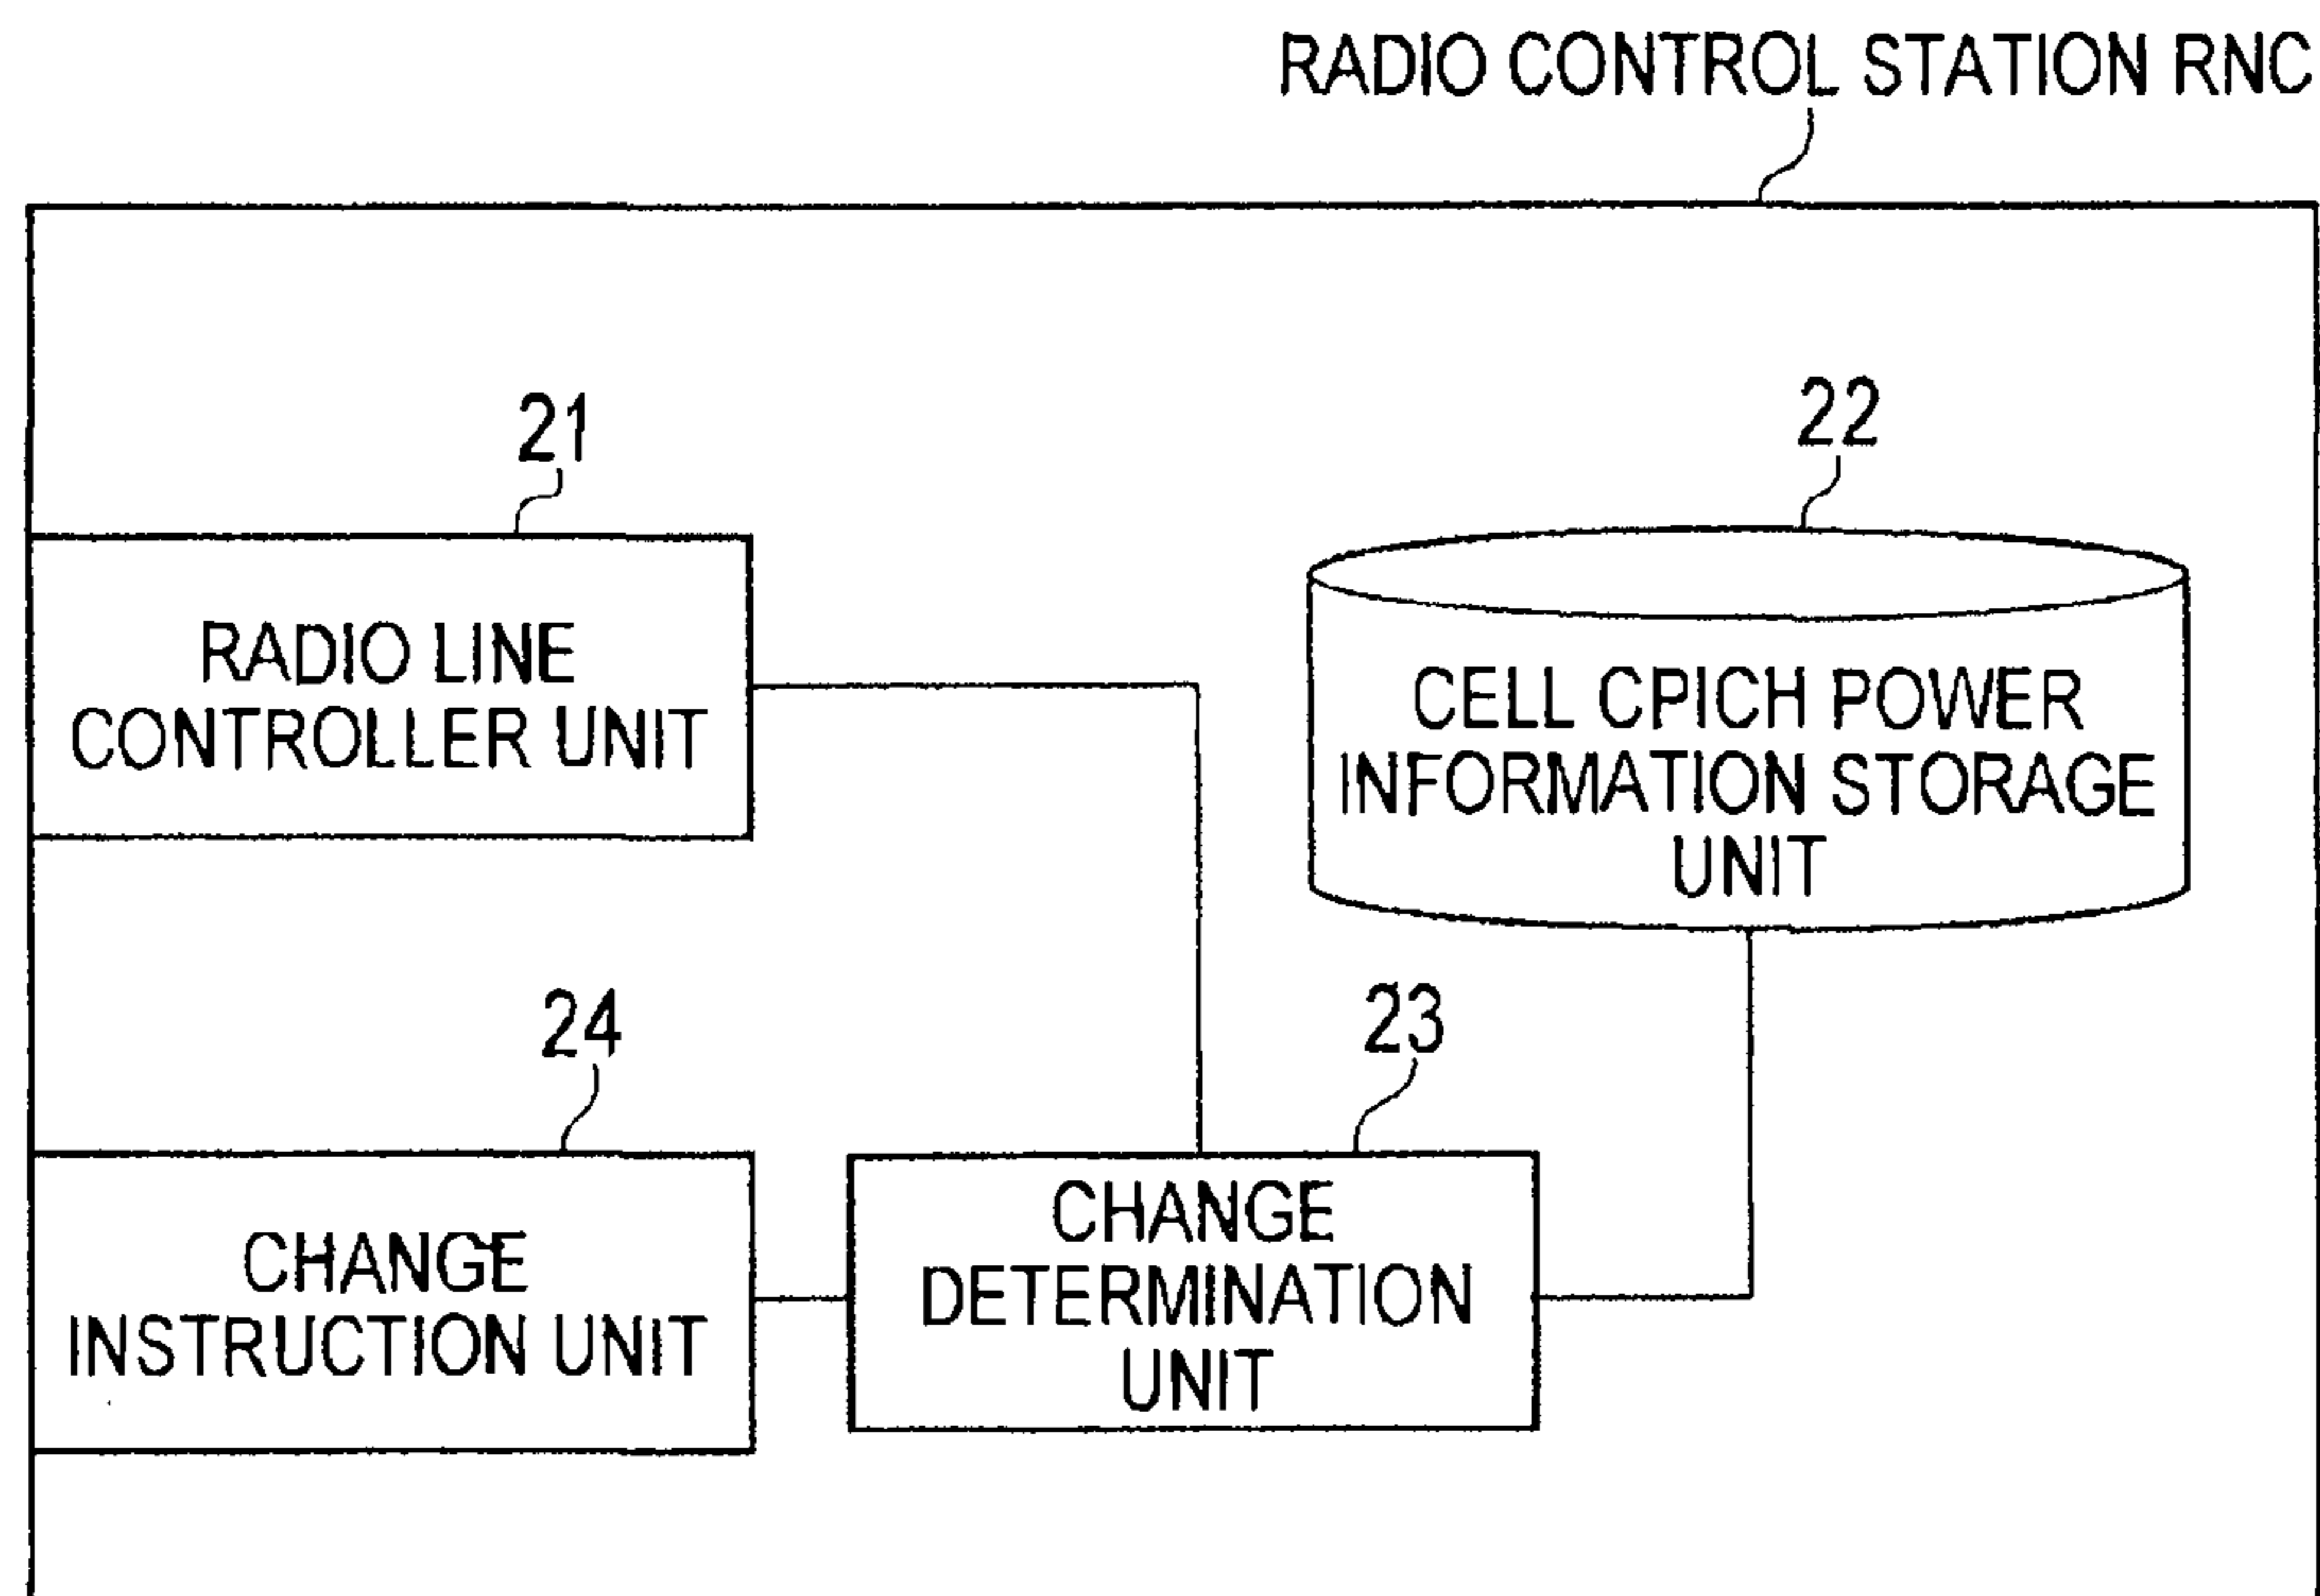 RADIO CONTROL STATION RNC
21
22
RADIO LINE
CONTROLLER UNIT
CELL CPICH POWER
INFORMATION STORAGE
UNIT
24
23
CHANGE
INSTRUCTION UNIT
CHANGE
DETERMINATION
UNIT